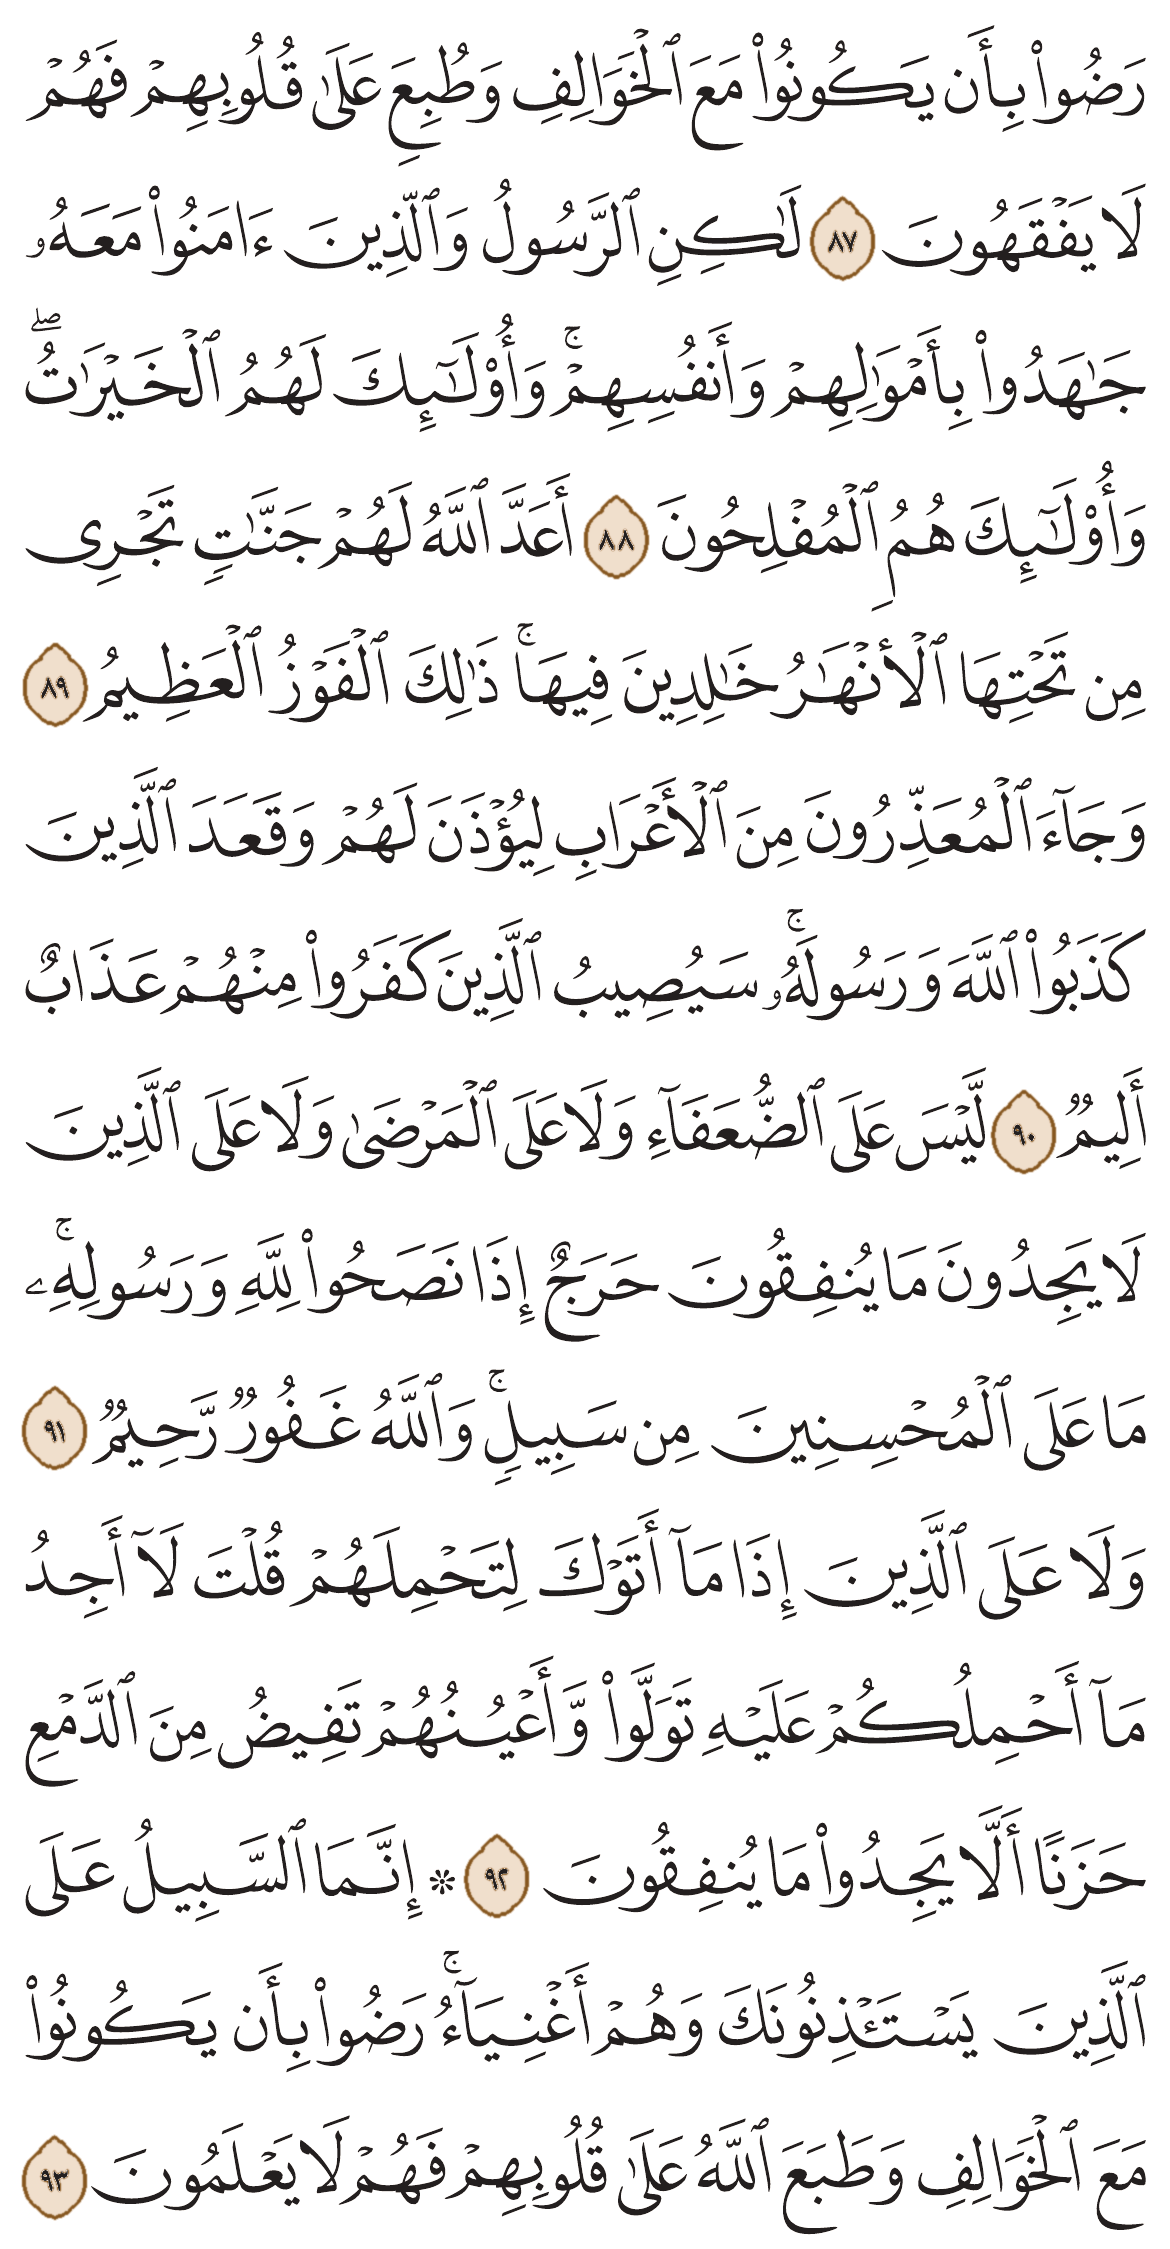 رَضُوا۟ بِأَن يَكُونُوا۟ مَعَ ٱلْخَوَالِفِ وَطُبِعَ عَلَىٰ قُلُوبِهِمْ فَهُمْ
لَا يَفْقَهُونَ ٨٧ لَـٰكِنِ ٱلرَّسُولُ وَٱلَّذِينَ ءَامَنُوا۟ مَعَهُۥ
جَـٰهَدُوا۟ بِأَمْوَٰلِهِمْ وَأَنفُسِهِمْ ۚ وَأُو۟لَـٰٓئِكَ لَهُمُ ٱلْخَيْرَٰتُ ۖ
وَأُو۟لَـٰٓئِكَ هُمُ ٱلْمُفْلِحُونَ ٨٨ أَعَدَّ ٱللَّهُ لَهُمْ جَنَّـٰتٍ تَجْرِى
مِن تَحْتِهَا ٱلْأَنْهَـٰرُ خَـٰلِدِينَ فِيهَا ۚ ذَٰلِكَ ٱلْفَوْزُ ٱلْعَظِيمُ ٨٩
وَجَآءَ ٱلْمُعَذِّرُونَ مِنَ ٱلْأَعْرَابِ لِيُؤْذَنَ لَهُمْ وَقَعَدَ ٱلَّذِينَ
كَذَبُوا۟ ٱللَّهَ وَرَسُولَهُۥ ۚ سَيُصِيبُ ٱلَّذِينَ كَفَرُوا۟ مِنْهُمْ عَذَابٌ
أَلِيمٌ ٩٠ لَّيْسَ عَلَى ٱلضُّعَفَآءِ وَلَا عَلَى ٱلْمَرْضَىٰ وَلَا عَلَى ٱلَّذِينَ
لَا يَجِدُونَ مَا يُنفِقُونَ حَرَجٌ إِذَا نَصَحُوا۟ لِلَّهِ وَرَسُولِهِۦ ۚ
مَا عَلَى ٱلْمُحْسِنِينَ مِن سَبِيلٍ ۚ وَٱللَّهُ غَفُورٌ رَّحِيمٌ ٩١
وَلَا عَلَى ٱلَّذِينَ إِذَا مَآ أَتَوْكَ لِتَحْمِلَهُمْ قُلْتَ لَآ أَجِدُ
مَآ أَحْمِلُكُمْ عَلَيْهِ تَوَلَّوا۟ وَّأَعْيُنُهُمْ تَفِيضُ مِنَ ٱلدَّمْعِ
حَزَنًا أَلَّا يَجِدُوا۟ مَا يُنفِقُونَ ٩٢ ۞ إِنَّمَا ٱلسَّبِيلُ عَلَى
ٱلَّذِينَ يَسْتَـْٔذِنُونَكَ وَهُمْ أَغْنِيَآءُ ۚ رَضُوا۟ بِأَن يَكُونُوا۟
مَعَ ٱلْخَوَالِفِ وَطَبَعَ ٱللَّهُ عَلَىٰ قُلُوبِهِمْ فَهُمْ لَا يَعْلَمُونَ ٩٣